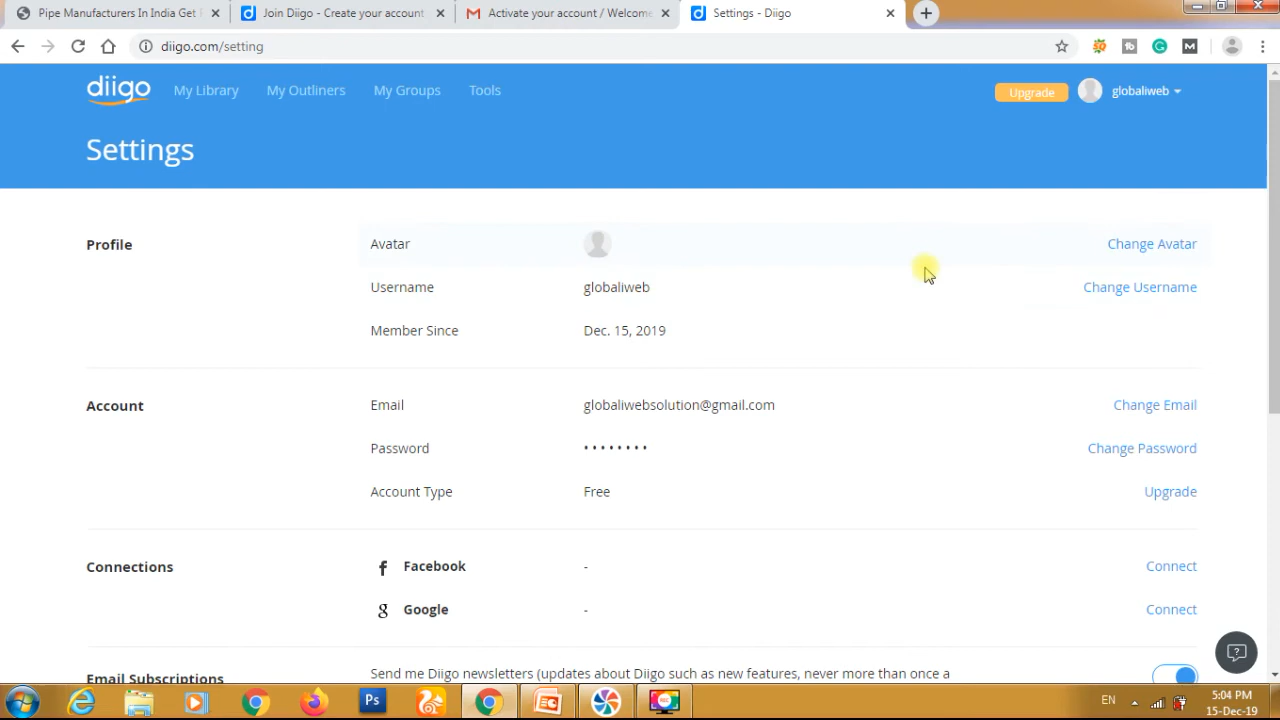 Pipe Manufacturers In India Get
Join Diigo - Create your account
Activate your account / Welcome
Settings - Diigo
diigo.com/setting
diigo
My Library
My Outliners
My Groups
Tools
Upgrade
globaliweb
Settings
Profile
Avatar
Change Avatar
Username
globaliweb
Change Username
Member Since
Dec. 15, 2019
Account
Email
globaliwebsolution@gmail.com
Change Email
Password
Change Password
Account Type
Free
Upgrade
Connections
Facebook
-
Connect
Google
-
Connect
Email Subscriptions
Send me Diigo newsletters (updates about Diigo such as new features, never more than once a
EN
5:04 PM
15-Dec-19